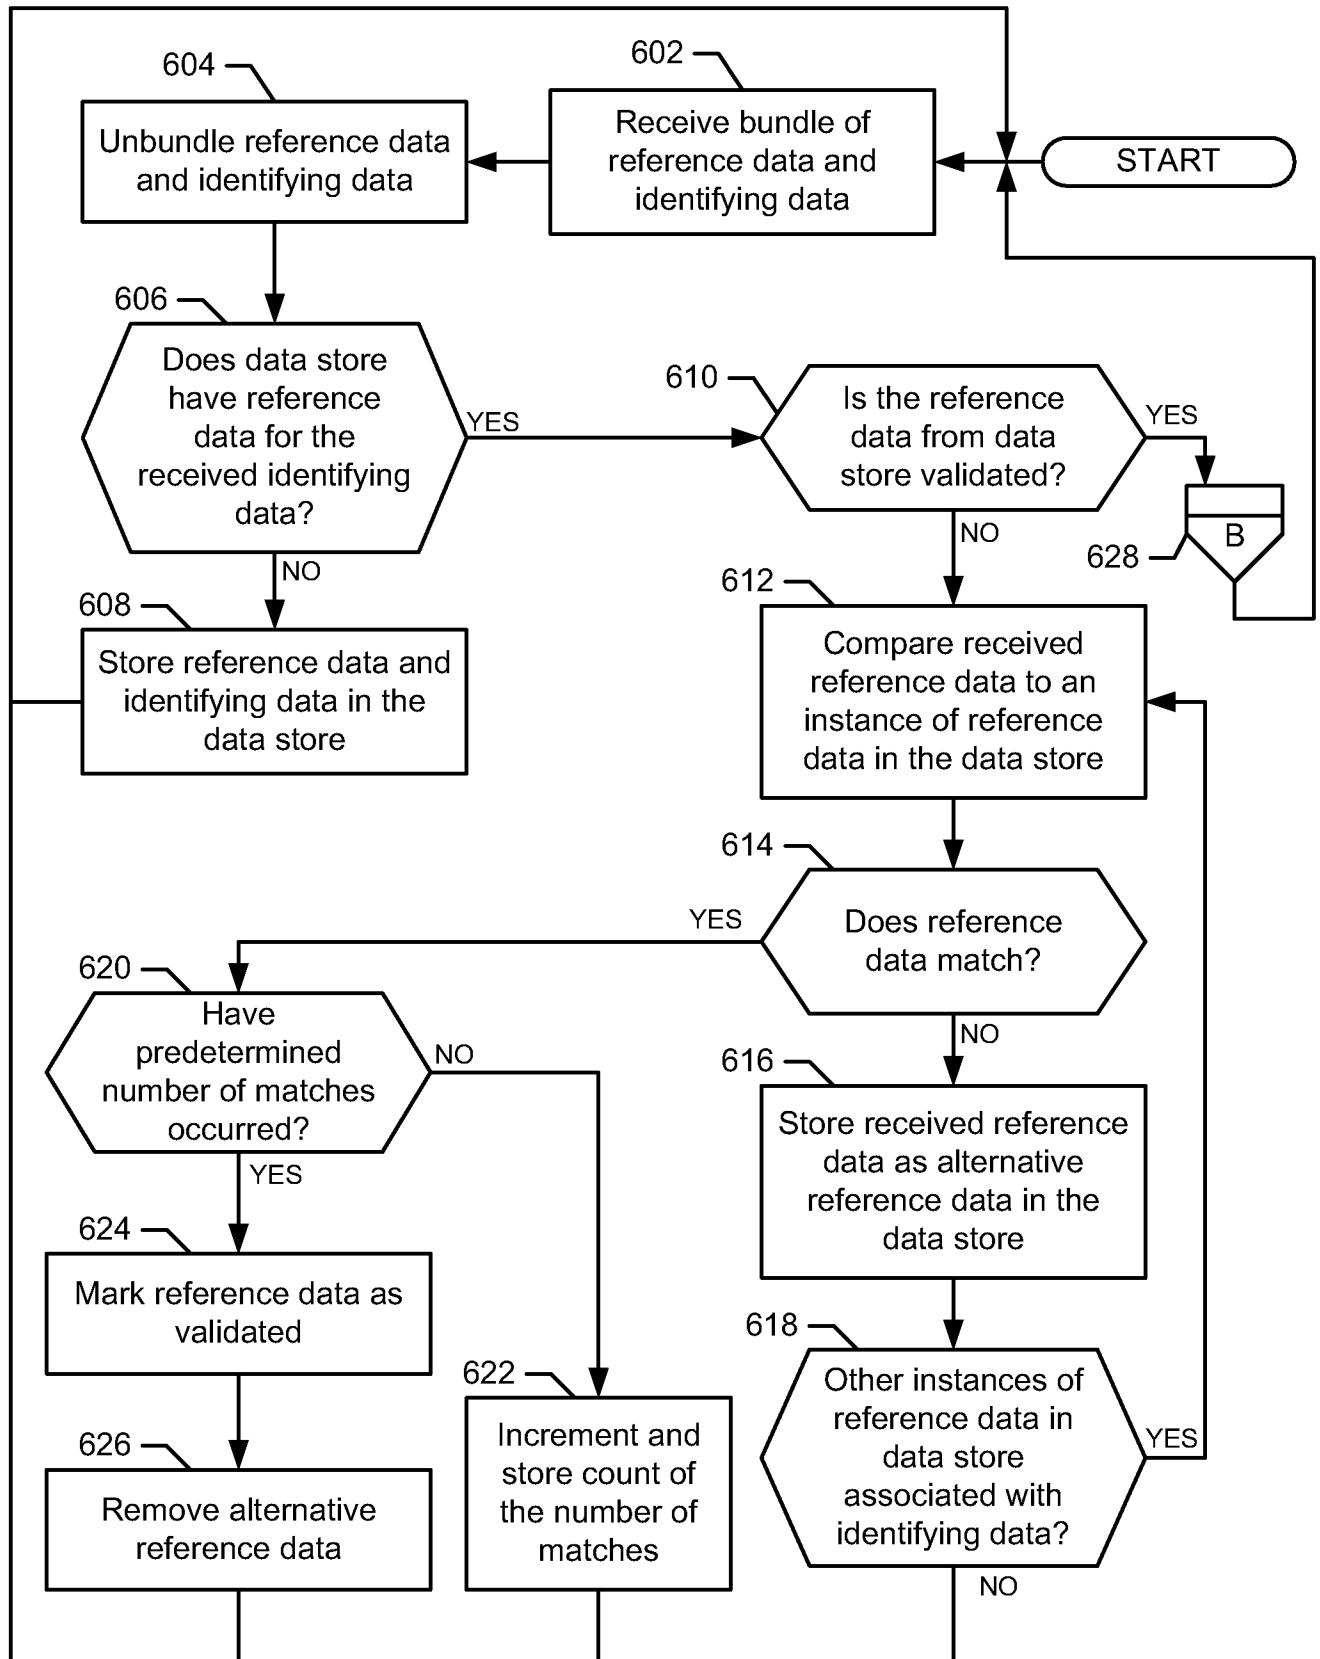 START
602
Receive bundle of
reference data and
identifying data
604
Unbundle reference data
and identifying data
606
Does data store
have reference
data for the
received identifying
data?
YES
NO
608
Store reference data and
identifying data in the
data store
610
Is the reference
data from data
store validated?
YES
NO
628
B
612
Compare received
reference data to an
instance of reference
data in the data store
614
Does reference
data match?
YES
NO
616
Store received reference
data as alternative
reference data in the
data store
618
Other instances of
reference data in
data store
associated with
identifying data?
YES
NO
620
Have
predetermined
number of matches
occurred?
NO
YES
622
Increment and
store count of
the number of
matches
624
Mark reference data as
validated
626
Remove alternative
reference data